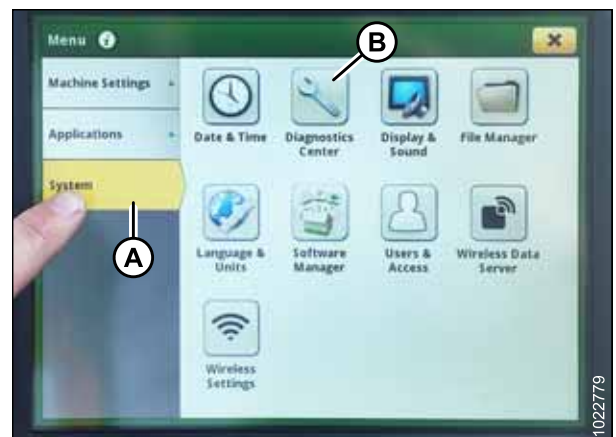 Menu i
B
Machine Settings
Applications
System
A
Date & Time
Diagnostics
Center
Display &
Sound
File Manager
Language &
Units
Software
Manager
Users &
Access
Wireless Data
Server
Wireless
Settings
1022779